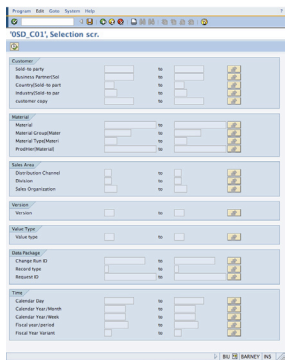 Program Edit Goto System Help
'0SD_C01', Selection scr.
Customer
Sold-to party to
Business Partner(Sol to
Country(Sold-to part to
Industry(Sold-to par to
customer copy to
Material
Material to
Material Group(Mater to
Material Type(Materi to
ProdHier(Material) to
Sales Area
Distribution Channel to
Division to
Sales Organization to
Version
Version to
Value Type
Value type to
Data Package
Change Run ID to
Record type to
Request ID to
Time
Calendar Day to
Calendar Year/Month to
Calendar Year/Week to
Fiscal year/period to
Fiscal Year Variant to
BARNEY INS